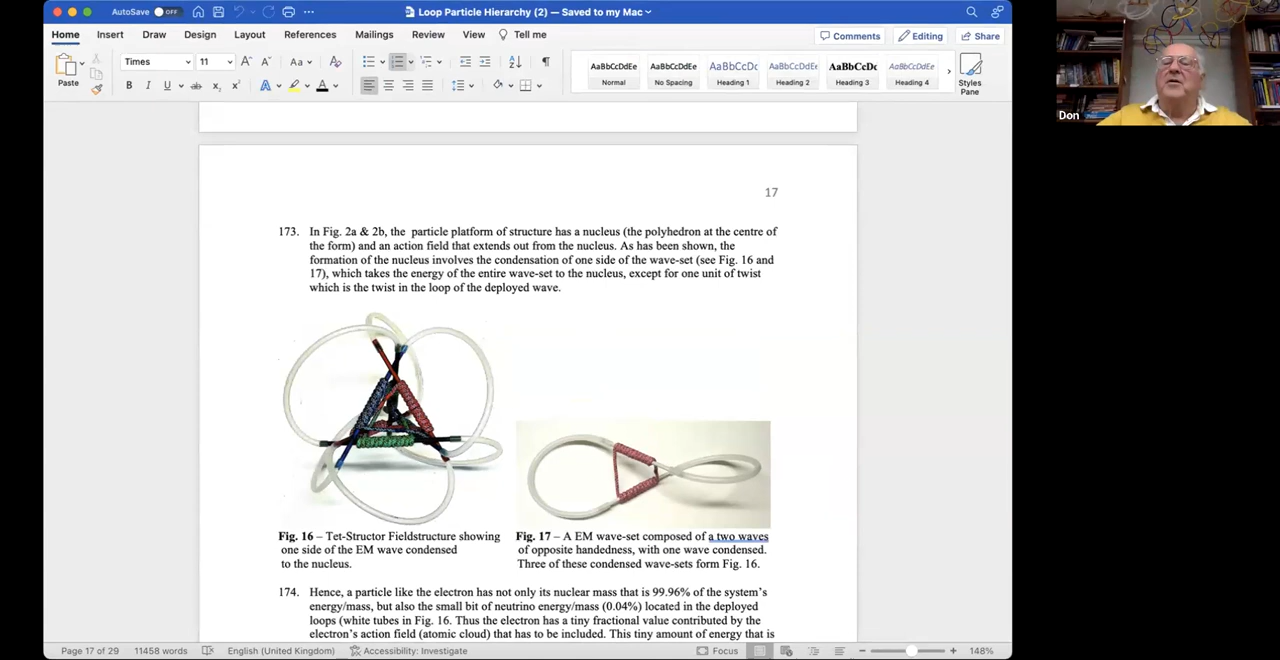 AutoSave OFF
Loop Particle Hierarchy (2) — Saved to my Mac
Home Insert Draw Design Layout References Mailings Review View Tell me
Comments Editing Share
Paste
Times 11
AaBbCcDdEe AaBbCcDdEe AaBbCcDc AaBbCcDdEe AaBbCcDc AaBbCcDdEe
Normal No Spacing Heading 1 Heading 2 Heading 3 Heading 4
Styles
Pane
Don
17
173. In Fig. 2a & 2b, the particle platform of structure has a nucleus (the polyhedron at the centre of
the form) and an action field that extends out from the nucleus. As has been shown, the
formation of the nucleus involves the condensation of one side of the wave-set (see Fig. 16 and
17), which takes the energy of the entire wave-set to the nucleus, except for one unit of twist
which is the twist in the loop of the deployed wave.
Fig. 16 – Tet-Structor Fieldstructure showing
one side of the EM wave condensed
to the nucleus.
Fig. 17 – A EM wave-set composed of a two waves
of opposite handedness, with one wave condensed.
Three of these condensed wave-sets form Fig. 16.
174. Hence, a particle like the electron has not only its nuclear mass that is 99.96% of the system's
energy/mass, but also the small bit of neutrino energy/mass (0.04%) located in the deployed
loops (white tubes in Fig. 16. Thus the electron has a tiny fractional value contributed by the
electron's action field (atomic cloud) that has to be included. This tiny amount of energy that is
Page 17 of 29 11458 words English (United Kingdom) Accessibility: Investigate Focus 148%